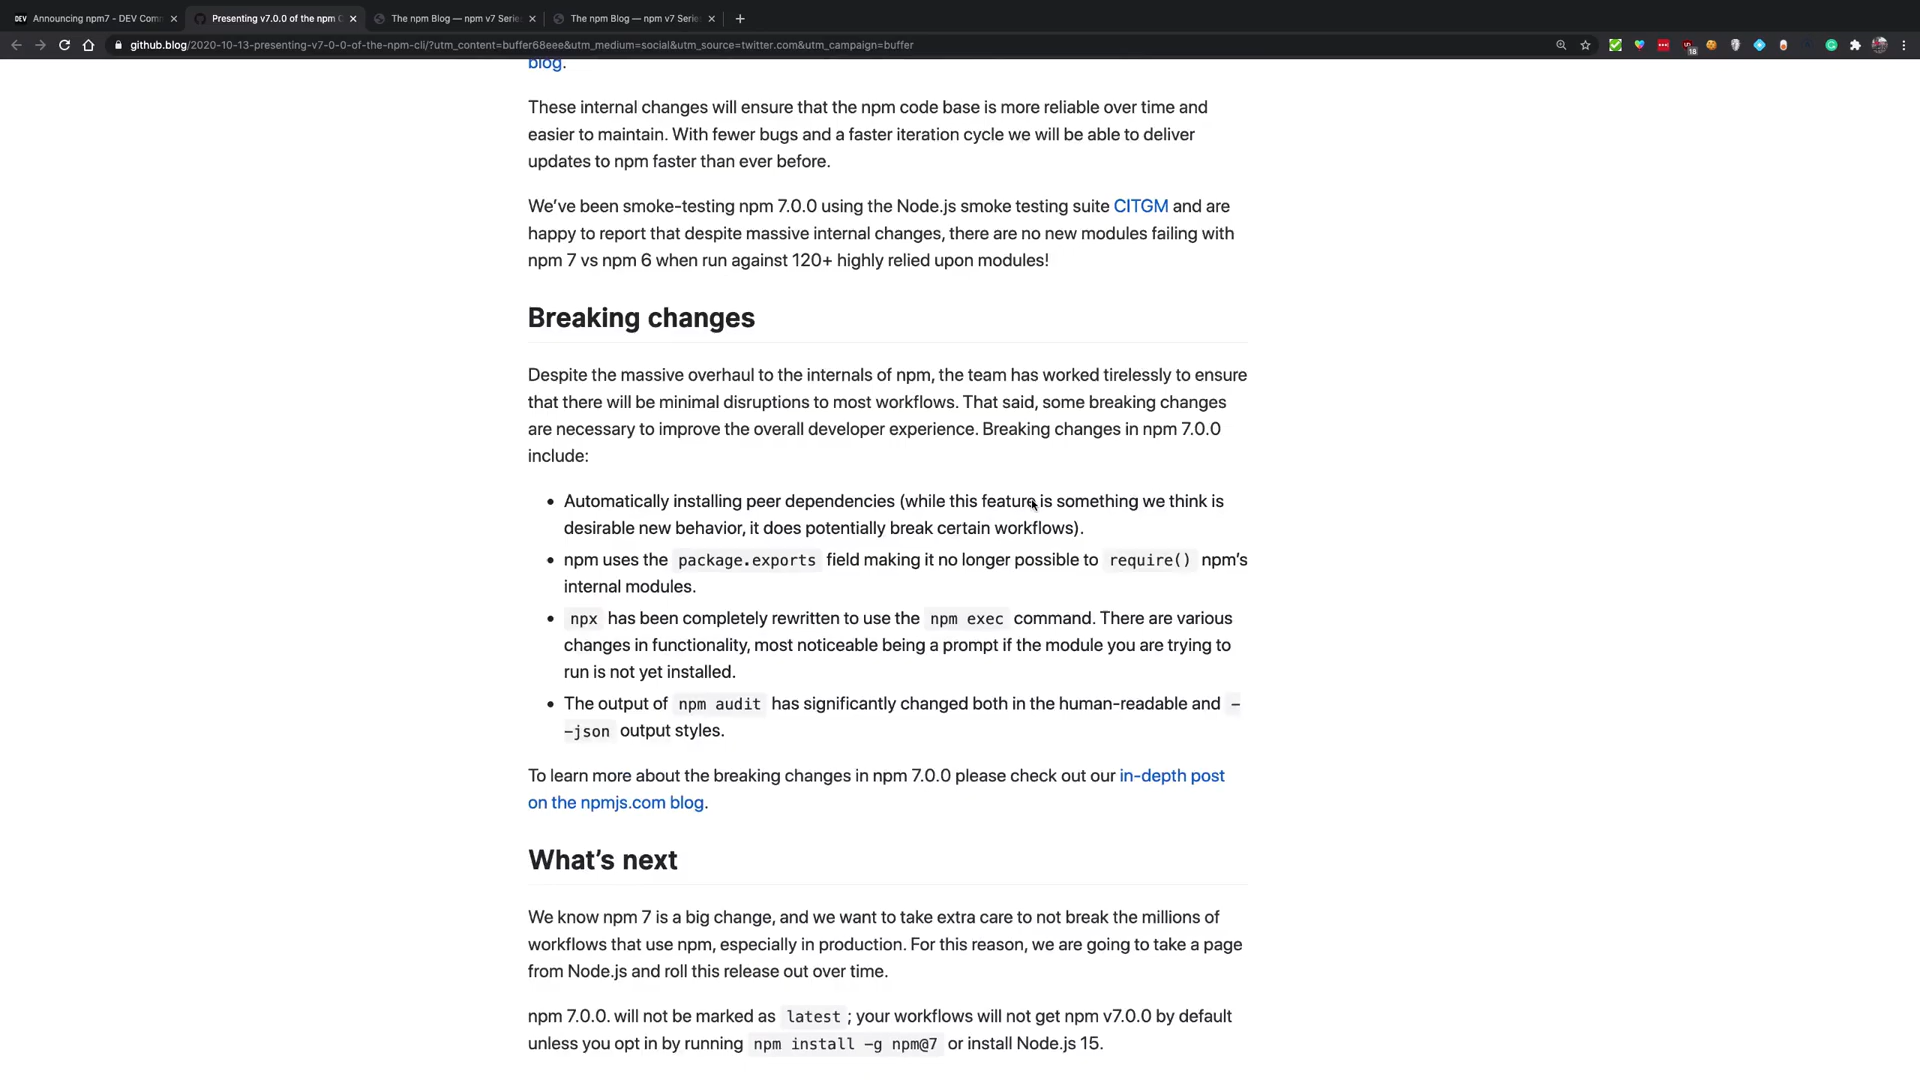 DEV Announcing npm7 - DEV Com
Presenting v7.0.0 of the npm C
The npm Blog — npm v7 Serie
The npm Blog — npm v7 Serie
github.blog/2020-10-13-presenting-v7-0-0-of-the-npm-cli/?utm_content=buffer68eee&utm_medium=social&utm_source=twitter.com&utm_campaign=buffer
18
blog.
These internal changes will ensure that the npm code base is more reliable over time and
easier to maintain. With fewer bugs and a faster iteration cycle we will be able to deliver
updates to npm faster than ever before.
We’ve been smoke-testing npm 7.0.0 using the Node.js smoke testing suite CITGM and are
happy to report that despite massive internal changes, there are no new modules failing with
npm 7 vs npm 6 when run against 120+ highly relied upon modules!
Breaking changes
Despite the massive overhaul to the internals of npm, the team has worked tirelessly to ensure
that there will be minimal disruptions to most workflows. That said, some breaking changes
are necessary to improve the overall developer experience. Breaking changes in npm 7.0.0
include:
• Automatically installing peer dependencies (while this feature is something we think is
desirable new behavior, it does potentially break certain workflows).
• npm uses the package.exports field making it no longer possible to require() npm’s
internal modules.
• npx has been completely rewritten to use the npm exec command. There are various
changes in functionality, most noticeable being a prompt if the module you are trying to
run is not yet installed.
• The output of npm audit has significantly changed both in the human-readable and -
-json output styles.
To learn more about the breaking changes in npm 7.0.0 please check out our in-depth post
on the npmjs.com blog.
What’s next
We know npm 7 is a big change, and we want to take extra care to not break the millions of
workflows that use npm, especially in production. For this reason, we are going to take a page
from Node.js and roll this release out over time.
npm 7.0.0. will not be marked as latest ; your workflows will not get npm v7.0.0 by default
unless you opt in by running npm install -g npm@7 or install Node.js 15.